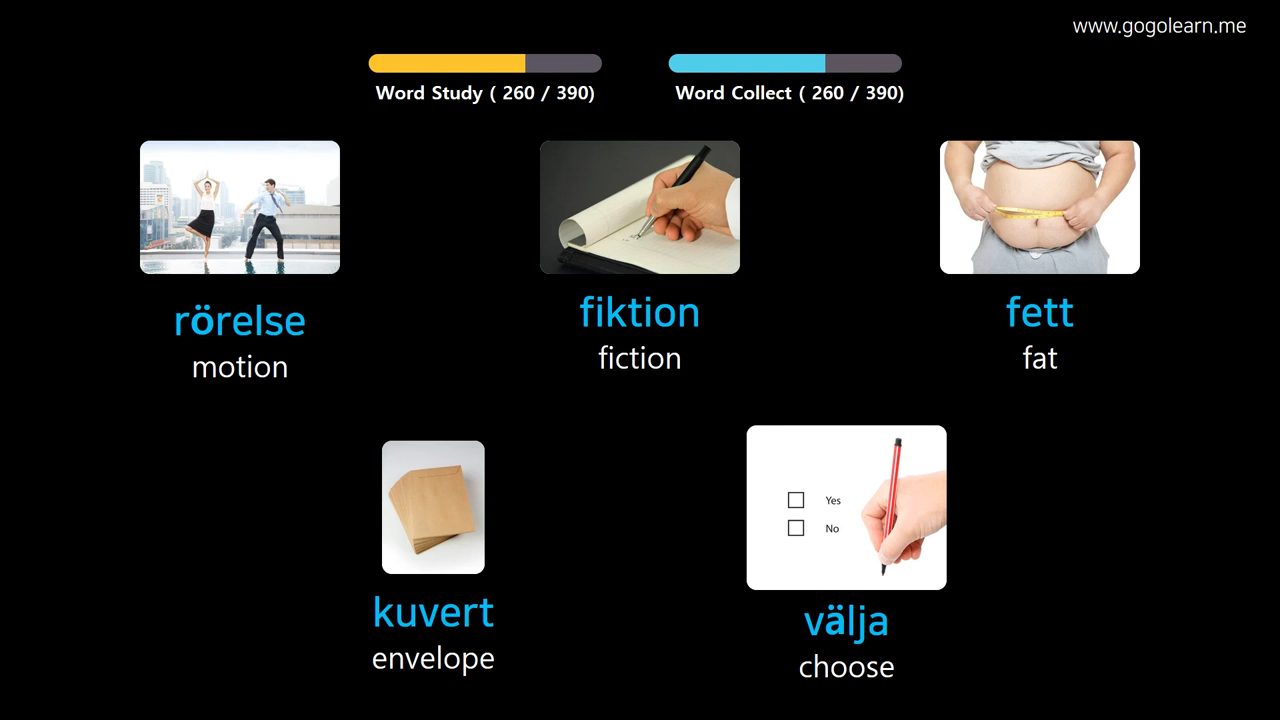 www.gogolearn.me
Word Study ( 260 / 390)
Word Collect ( 260 / 390)
rörelse
motion
fiktion
fiction
fett
fat
kuvert
envelope
Yes
No
välja
choose